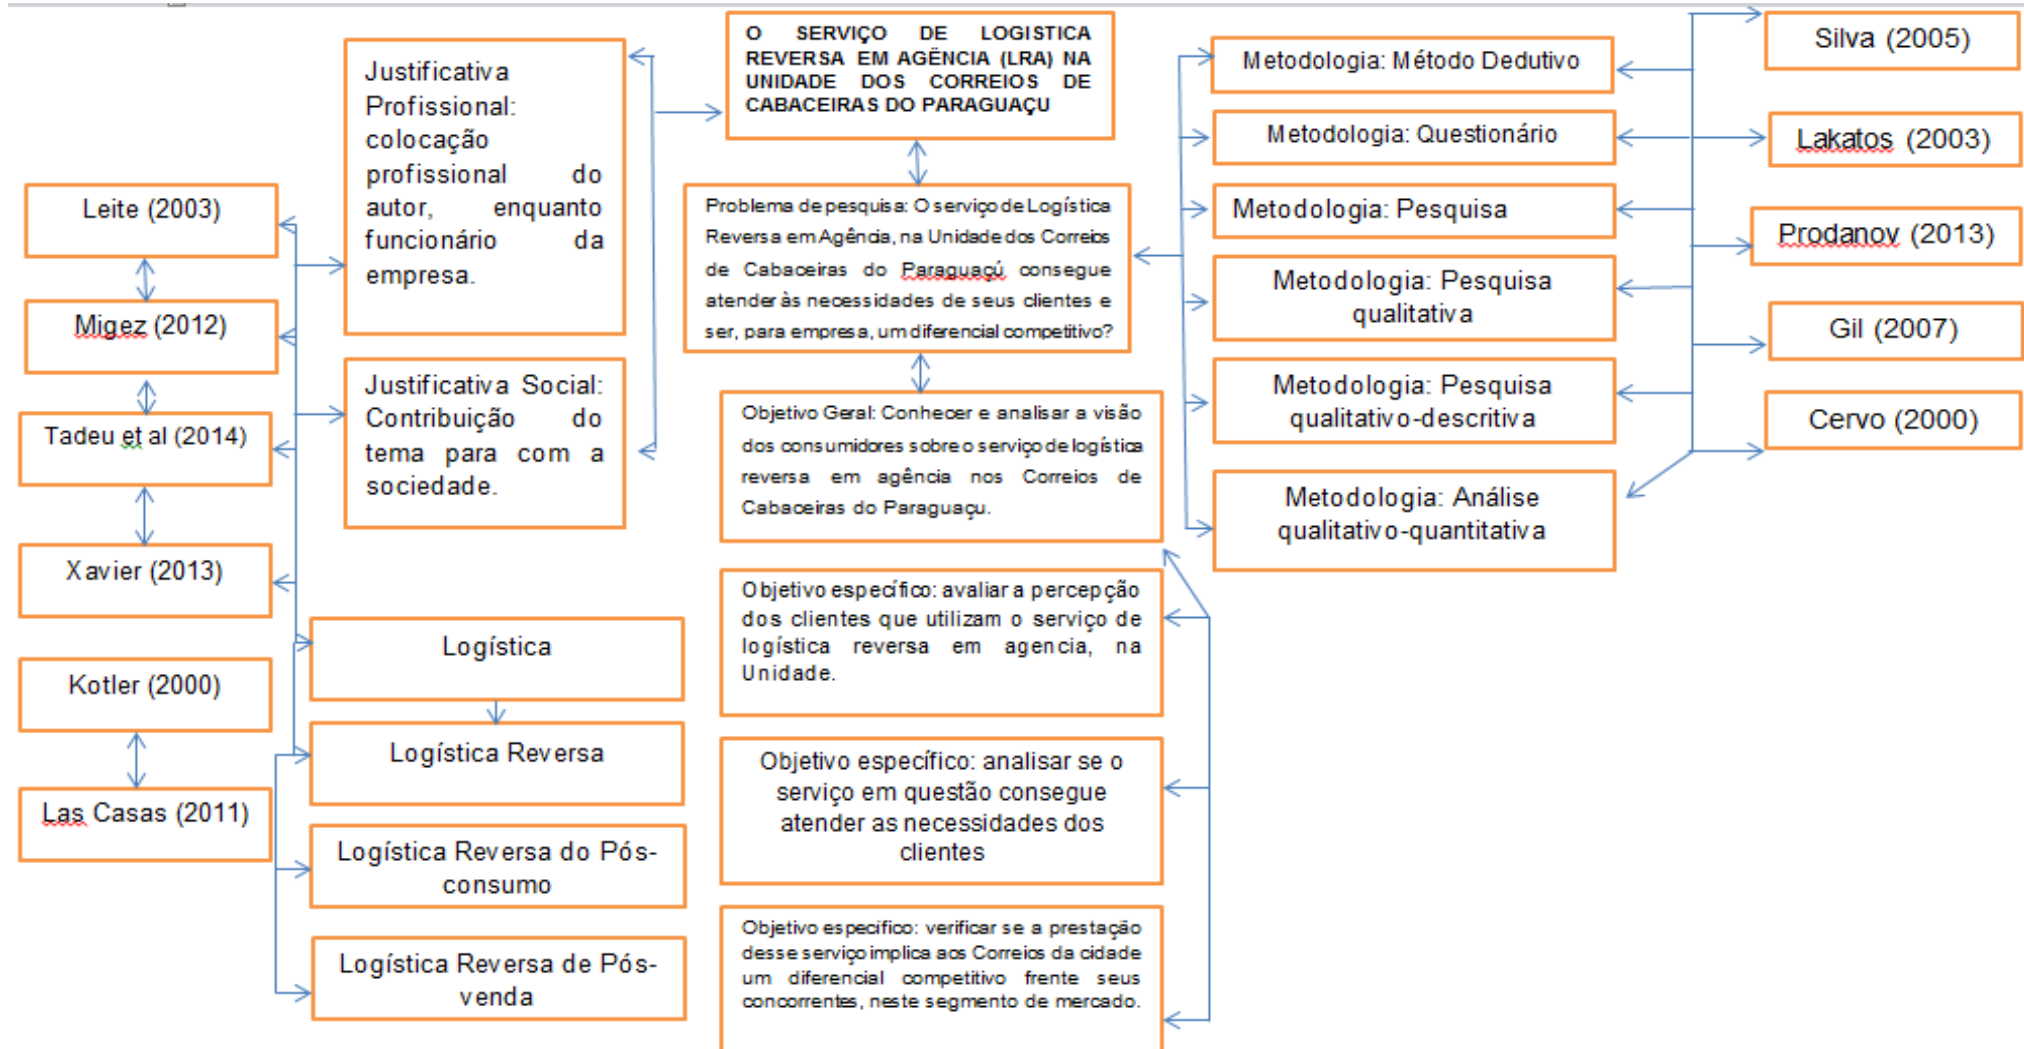 O SERVIÇO DE LOGISTICA
REVERSA EM AGÊNCIA (LRA) NA
UNIDADE DOS CORREIOS DE
CABACEIRAS DO PARAGUAÇU
Justificativa
Profissional:
colocação
profissional do
autor, enquanto
funcionário da
empresa.
Justificativa Social:
Contribuição do
tema para com a
sociedade.
Leite (2003)
Migez (2012)
Tadeu et al (2014)
Xavier (2013)
Kotler (2000)
Las Casas (2011)
Logística
Logística Reversa
Logística Reversa do Pós-
consumo
Logística Reversa de Pós-
venda
Problema de pesquisa: O serviço de Logística
Reversa em Agência, na Unidade dos Correios
de Cabaceiras do Paraguaçú consegue
atender às necessidades de seus clientes e
ser, para empresa, um diferencial competitivo?
Objetivo Geral: Conhecer e analisar a visão
dos consumidores sobre o serviço de logística
reversa em agência nos Correios de
Cabaceiras do Paraguaçu.
Objetivo específico: avaliar a percepção
dos clientes que utilizam o serviço de
logística reversa em agencia, na
Unidade.
Objetivo específico: analisar se o
serviço em questão consegue
atender as necessidades dos
clientes
Objetivo específico: verificar se a prestação
desse serviço implica aos Correios da cidade
um diferencial competitivo frente seus
concorrentes, neste segmento de mercado.
Metodologia: Método Dedutivo
Metodologia: Questionário
Metodologia: Pesquisa
Metodologia: Pesquisa
qualitativa
Metodologia: Pesquisa
qualitativo-descritiva
Metodologia: Análise
qualitativo-quantitativa
Silva (2005)
Lakatos (2003)
Prodanov (2013)
Gil (2007)
Cervo (2000)